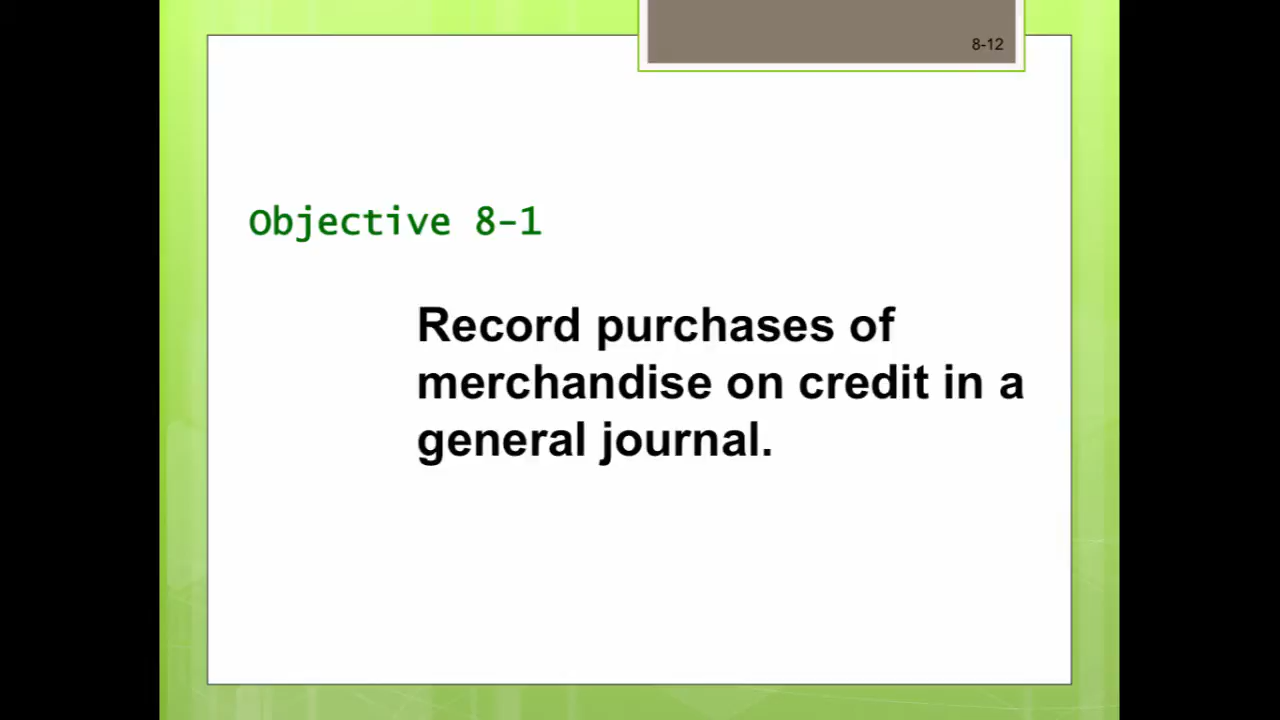 8-12
Objective 8-1
Record purchases of
merchandise on credit in a
general journal.